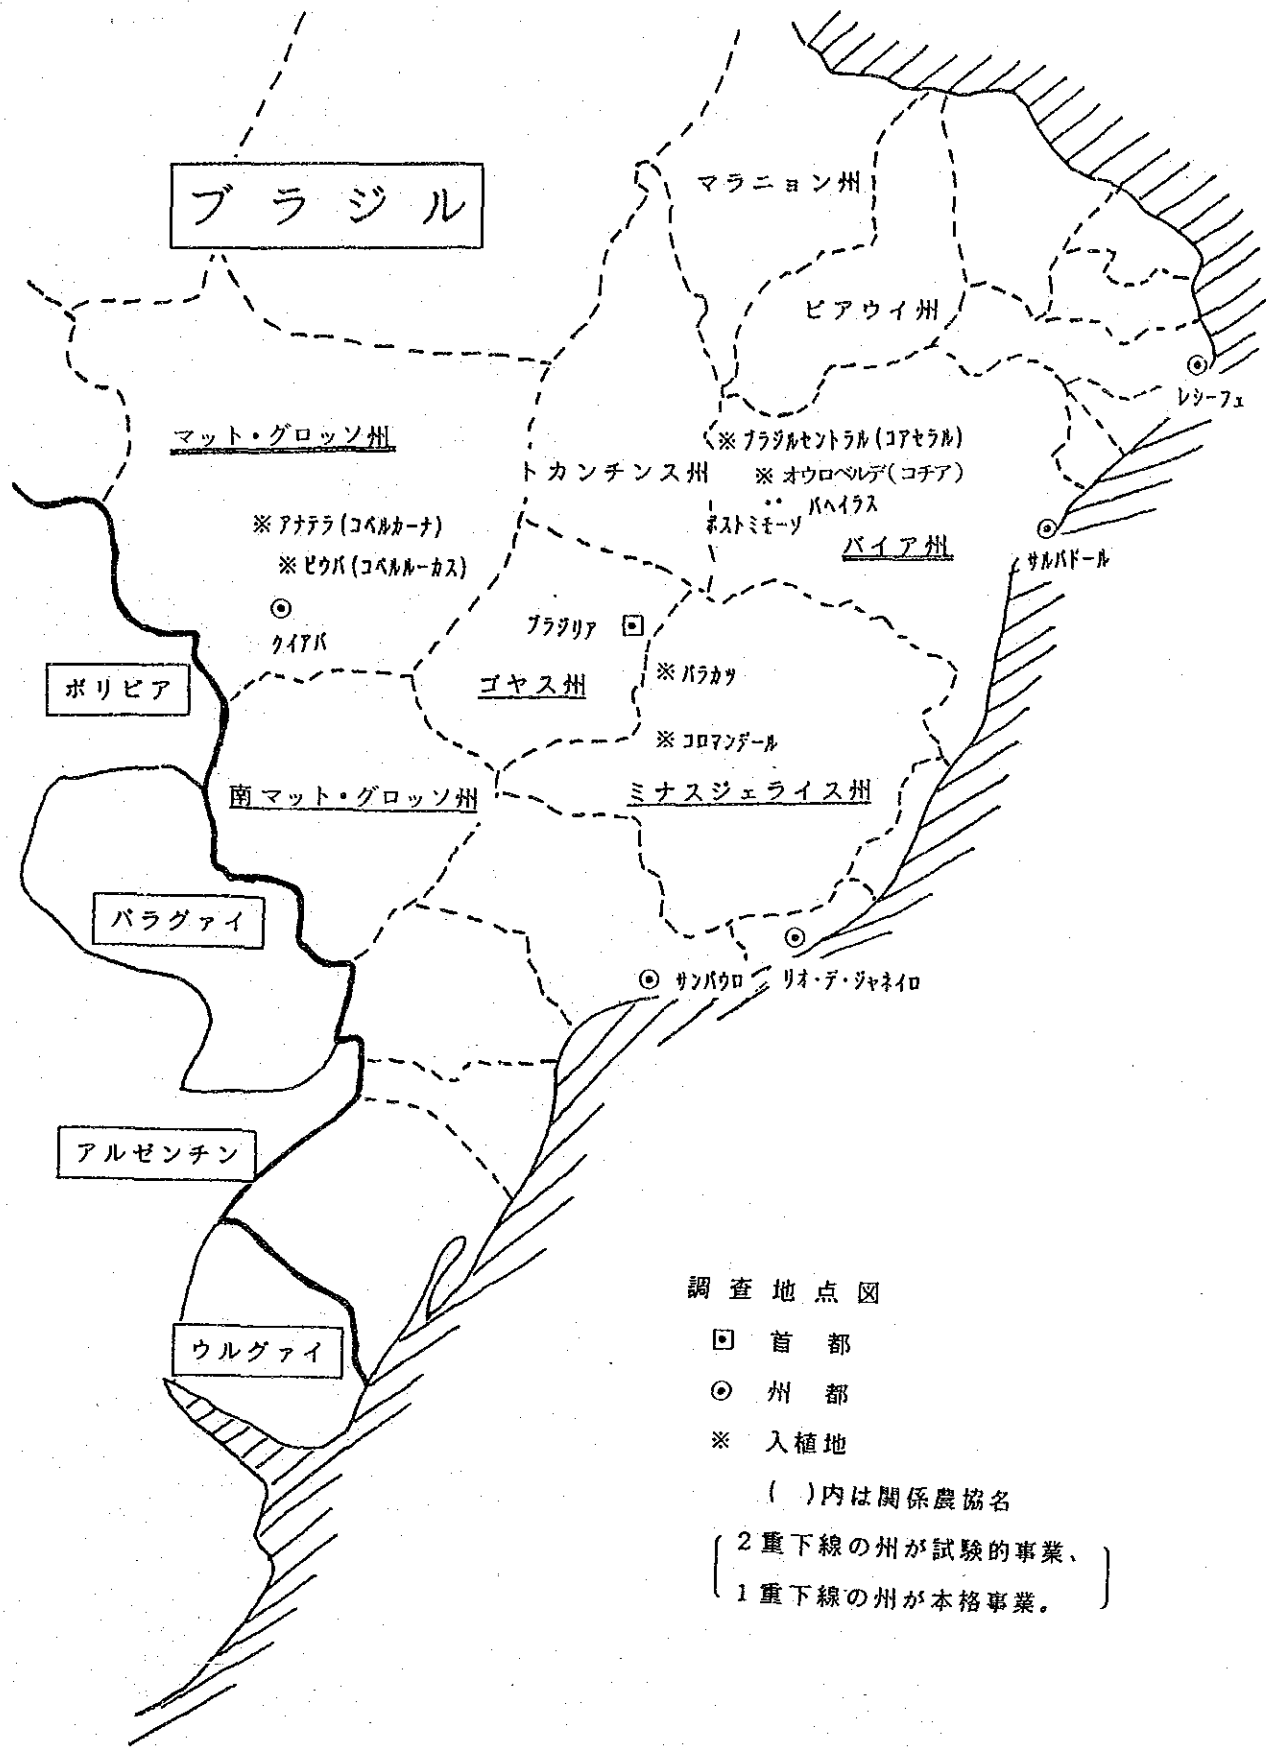 ブラジル
マラニョン州
ピアウイ州
レシーフェ
マット・グロッソ州
※ブラジルセントラル(コアセラル)
トカンチンス州
※オウロベルデ(コチア)
バヘイラス
ポストミモーゾ
※アナテラ(コペルカーナ)
バイア州
サルバドール
※ピウバ(コペルルーカス)
クイアバ
ブラジリア
ボリビア
ゴヤス州
※パラカツ
※コロマンデール
南マット・グロッソ州
ミナスジェライス州
パラグァイ
サンパウロ
リオ・デ・ジャネイロ
アルゼンチン
ウルグァイ
調査地点図
首都
州都
※ 入植地
( )内は関係農協名
2重下線の州が試験的事業、
1重下線の州が本格事業。